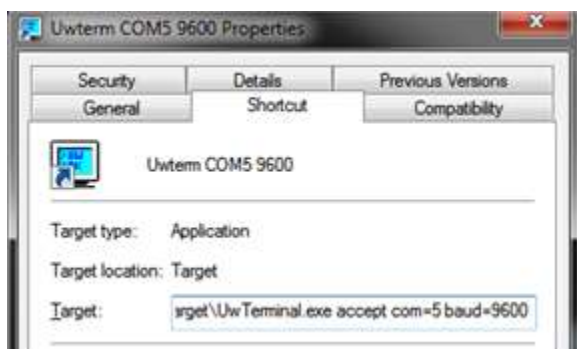 Uwterm COM5 9600 Properties
Security Details Previous Versions
General Shortcut Compatibility
Uwterm COM5 9600
Target type: Application
Target location: Target
Target: arget\UwTerminal.exe accept com=5 baud=9600